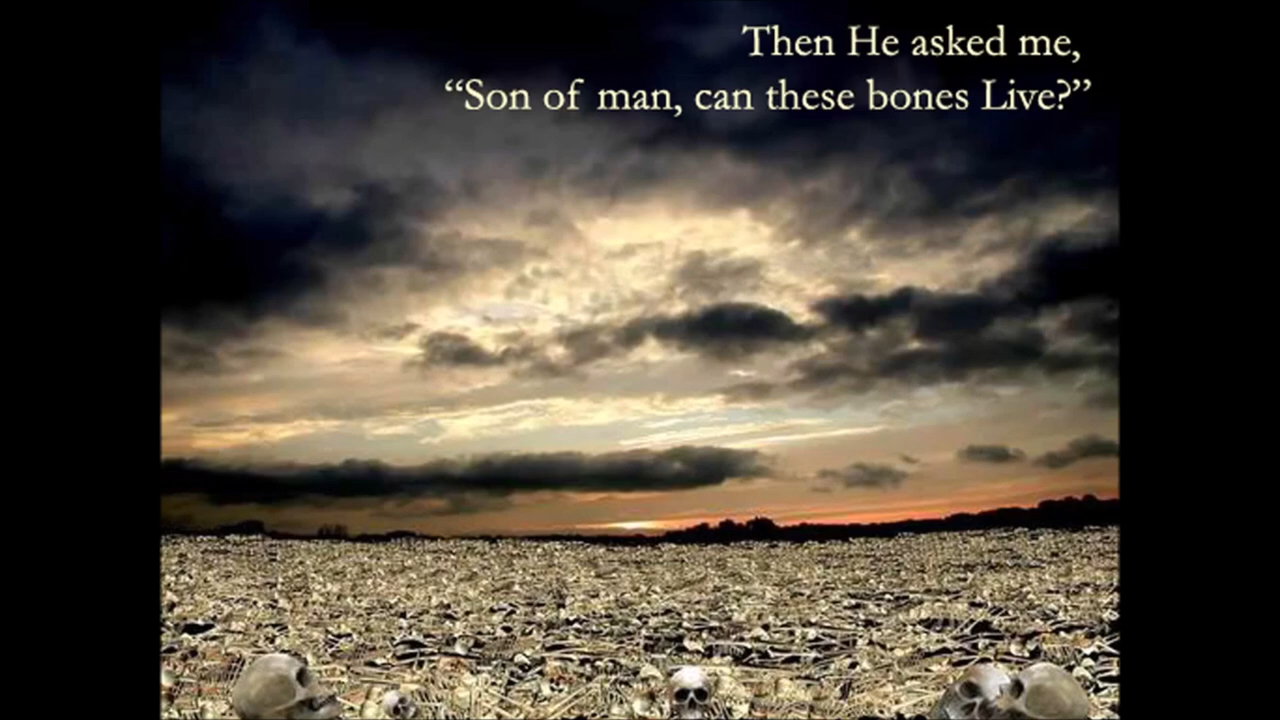 Then He asked me,
“Son of man, can these bones Live?”